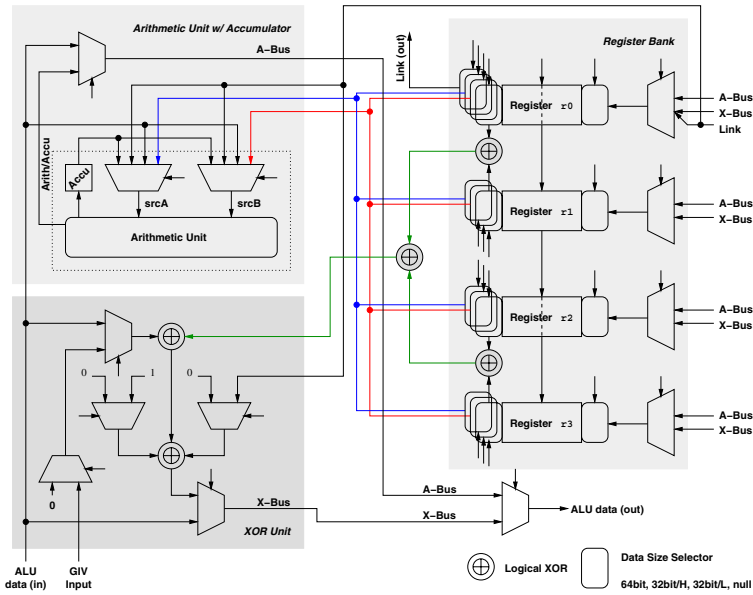 Arithmetic Unit w/ Accumulator
A-Bus
Link (out)
Register Bank
Register r0
A-Bus
X-Bus
Link
Arith/Accu
Accu
srcA
srcB
Arithmetic Unit
Register r1
A-Bus
X-Bus
Register r2
A-Bus
X-Bus
0
1
0
Register r3
A-Bus
X-Bus
0
X-Bus
XOR Unit
A-Bus
X-Bus
ALU data (out)
ALU
data (in)
GIV
Input
Logical XOR
Data Size Selector
64bit, 32bit/H, 32bit/L, null